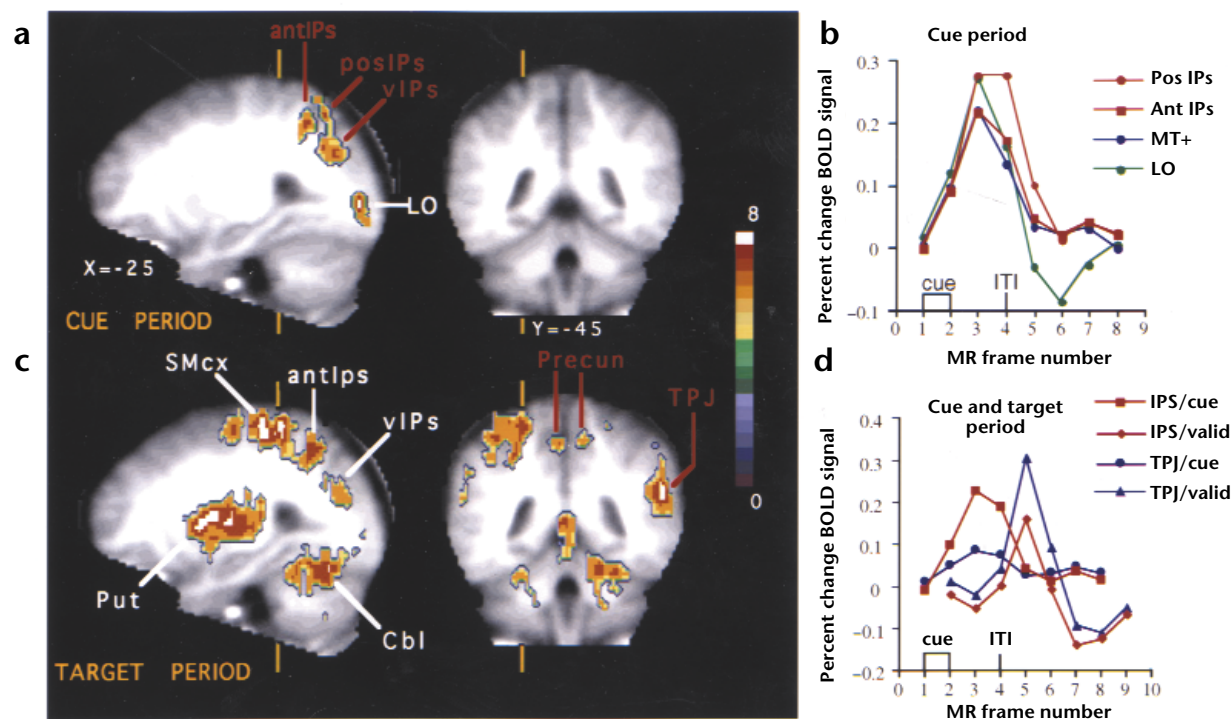 a
antIPs
posIPs
vIPs
LO
X=-25
CUE PERIOD
Y=-45
8
0
b
Cue period
Percent change BOLD signal
0.3
0.2
0.1
0
−0.1
cue
ITI
0 1 2 3 4 5 6 7 8 9
MR frame number
Pos IPs
Ant IPs
MT+
LO
c
SMcx
antIps
vIPs
Put
Cbl
TARGET PERIOD
Precun
TPJ
d
Cue and target
period
Percent change BOLD signal
0.4
0.3
0.2
0.1
0
−0.1
−0.2
cue
ITI
0 1 2 3 4 5 6 7 8 9 10
MR frame number
IPS/cue
IPS/valid
TPJ/cue
TPJ/valid